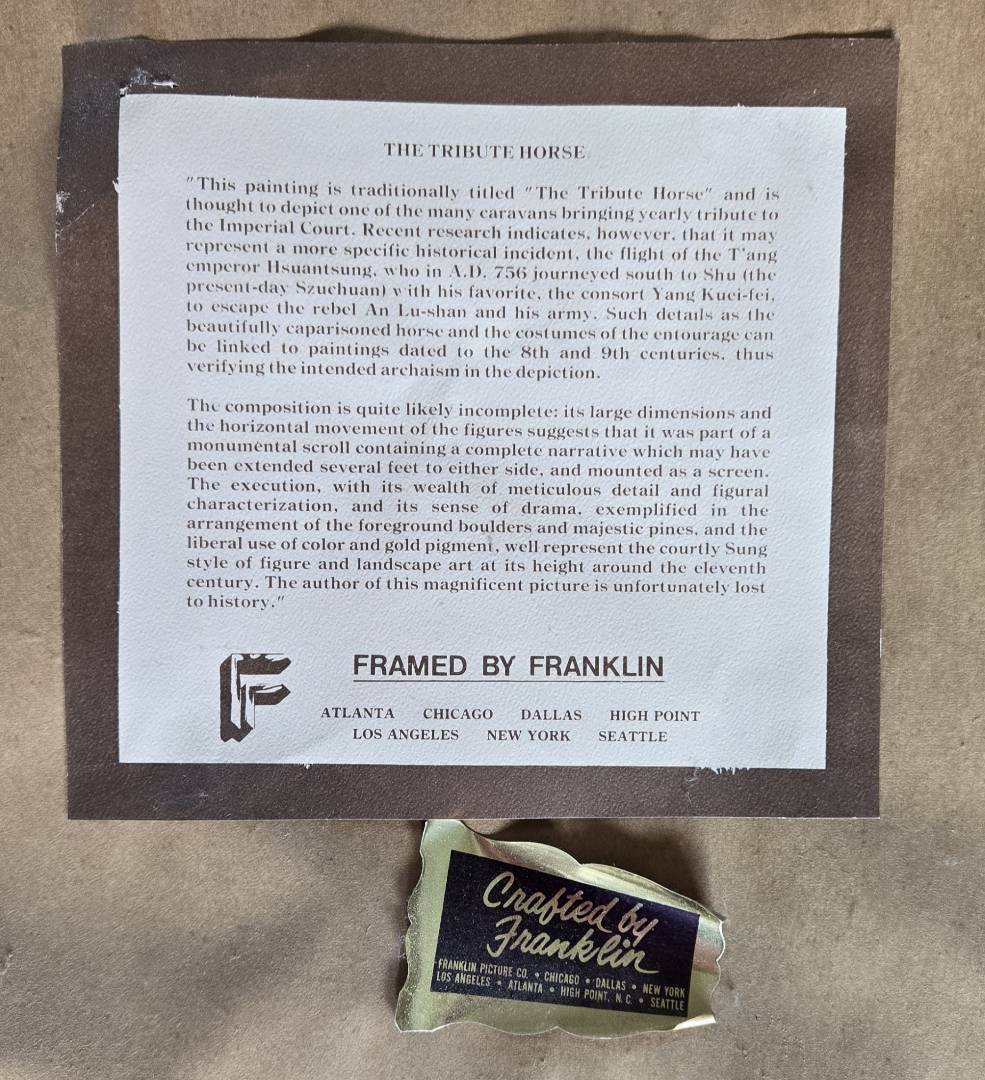 THE TRIBUTE HORSE
"This painting is traditionally titled "The Tribute Horse" and is
thought to depict one of the many caravans bringing yearly tribute to
the Imperial Court. Recent research indicates, however, that it may
represent a more specific historical incident, the flight of the T'ang
emperor Hsuantsung, who in A.D. 756 journeyed south to Shu (the
present-day Szuchuan) with his favorite, the consort Yang Kuei-fei,
to escape the rebel An Lu-shan and his army. Such details as the
beautifully caparisoned horse and the costumes of the entourage can
be linked to paintings dated to the 8th and 9th centuries, thus
verifying the intended archaism in the depiction.
The composition is quite likely incomplete: its large dimensions and
the horizontal movement of the figures suggests that it was part of a
monumental scroll containing a complete narrative which may have
been extended several feet to either side, and mounted as a screen.
The execution, with its wealth of meticulous detail and figural
characterization, and its sense of drama, exemplified in the
arrangement of the foreground boulders and majestic pines, and the
liberal use of color and gold pigment, well represent the courtly Sung
style of figure and landscape art at its height around the eleventh
century. The author of this magnificent picture is unfortunately lost
to history."
FRAMED BY FRANKLIN
ATLANTA CHICAGO DALLAS HIGH POINT
LOS ANGELES NEW YORK SEATTLE
Crafted by
Franklin
FRANKLIN PICTURE CO. • CHICAGO • DALLAS • NEW YORK
LOS ANGELES • ATLANTA • HIGH POINT, N.C. • SEATTLE